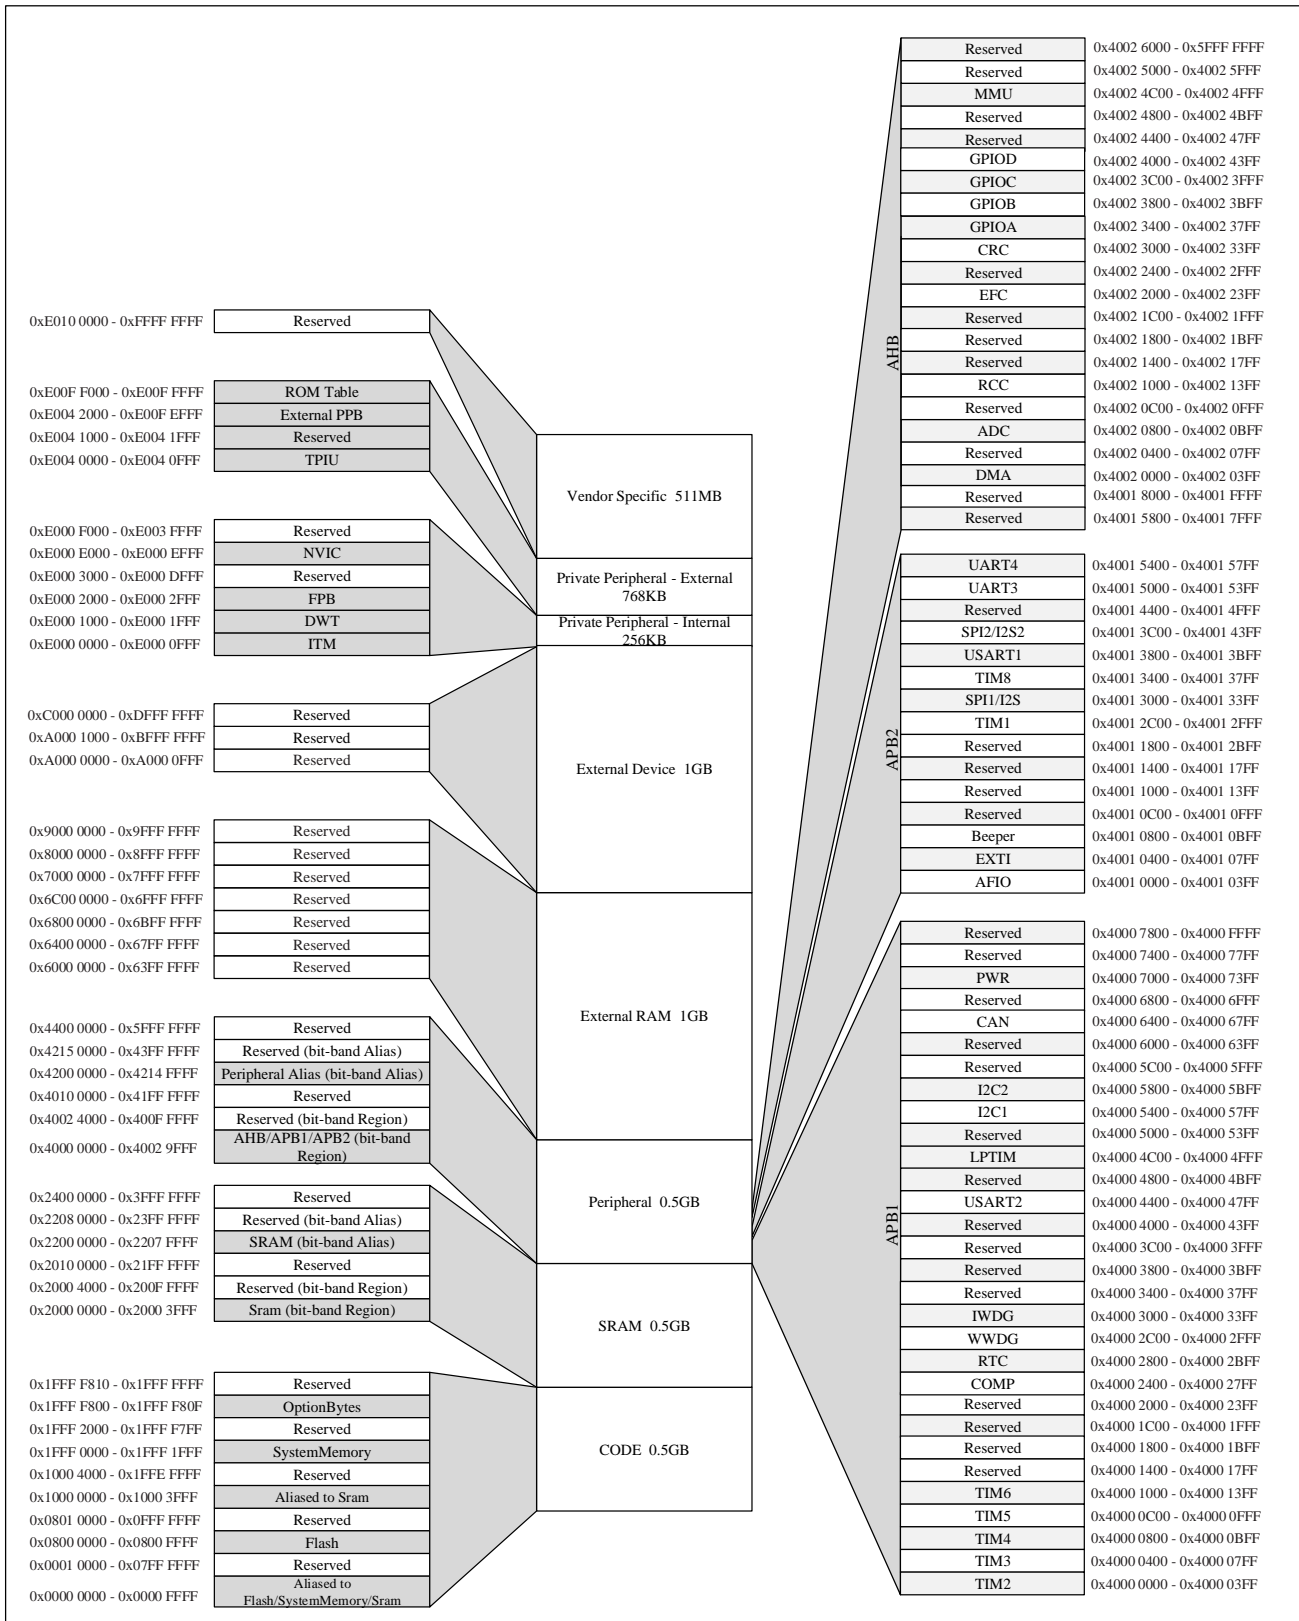 0xE010 0000 - 0xFFFF FFFF Reserved
0xE00F F000 - 0xE00F FFFF ROM Table
0xE004 2000 - 0xE00F EFFF External PPB
0xE004 1000 - 0xE004 1FFF Reserved
0xE004 0000 - 0xE004 0FFF TPIU
0xE000 F000 - 0xE003 FFFF Reserved
0xE000 E000 - 0xE000 EFFF NVIC
0xE000 3000 - 0xE000 DFFF Reserved
0xE000 2000 - 0xE000 2FFF FPB
0xE000 1000 - 0xE000 1FFF DWT
0xE000 0000 - 0xE000 0FFF ITM
0xC000 0000 - 0xDFFF FFFF Reserved
0xA000 1000 - 0xBFFF FFFF Reserved
0xA000 0000 - 0xA000 0FFF Reserved
0x9000 0000 - 0x9FFF FFFF Reserved
0x8000 0000 - 0x8FFF FFFF Reserved
0x7000 0000 - 0x7FFF FFFF Reserved
0x6C00 0000 - 0x6FFF FFFF Reserved
0x6800 0000 - 0x6BFF FFFF Reserved
0x6400 0000 - 0x67FF FFFF Reserved
0x6000 0000 - 0x63FF FFFF Reserved
0x4400 0000 - 0x5FFF FFFF Reserved
0x4215 0000 - 0x43FF FFFF Reserved (bit-band Alias)
0x4200 0000 - 0x4214 FFFF Peripheral Alias (bit-band Alias)
0x4010 0000 - 0x41FF FFFF Reserved
0x4002 4000 - 0x400F FFFF Reserved (bit-band Region)
0x4000 0000 - 0x4002 9FFF AHB/APB1/APB2 (bit-band
Region)
0x2400 0000 - 0x3FFF FFFF Reserved
0x2208 0000 - 0x23FF FFFF Reserved (bit-band Alias)
0x2200 0000 - 0x2207 FFFF SRAM (bit-band Alias)
0x2010 0000 - 0x21FF FFFF Reserved
0x2000 4000 - 0x200F FFFF Reserved (bit-band Region)
0x2000 0000 - 0x2000 3FFF Sram (bit-band Region)
0x1FFF F810 - 0x1FFF FFFF Reserved
0x1FFF F800 - 0x1FFF F80F OptionBytes
0x1FFF 2000 - 0x1FFF F7FF Reserved
0x1FFF 0000 - 0x1FFF 1FFF SystemMemory
0x1000 4000 - 0x1FFE FFFF Reserved
0x1000 0000 - 0x1000 3FFF Aliased to Sram
0x0801 0000 - 0x0FFF FFFF Reserved
0x0800 0000 - 0x0800 FFFF Flash
0x0001 0000 - 0x07FF FFFF Reserved
0x0000 0000 - 0x0000 FFFF Aliased to
Flash/SystemMemory/Sram
Vendor Specific 511MB
Private Peripheral - External
768KB
Private Peripheral - Internal
256KB
External Device 1GB
External RAM 1GB
Peripheral 0.5GB
SRAM 0.5GB
CODE 0.5GB
AHB
Reserved 0x4002 6000 - 0x5FFF FFFF
Reserved 0x4002 5000 - 0x4002 5FFF
MMU 0x4002 4C00 - 0x4002 4FFF
Reserved 0x4002 4800 - 0x4002 4BFF
Reserved 0x4002 4400 - 0x4002 47FF
GPIOD 0x4002 4000 - 0x4002 43FF
GPIOC 0x4002 3C00 - 0x4002 3FFF
GPIOB 0x4002 3800 - 0x4002 3BFF
GPIOA 0x4002 3400 - 0x4002 37FF
CRC 0x4002 3000 - 0x4002 33FF
Reserved 0x4002 2400 - 0x4002 2FFF
EFC 0x4002 2000 - 0x4002 23FF
Reserved 0x4002 1C00 - 0x4002 1FFF
Reserved 0x4002 1800 - 0x4002 1BFF
Reserved 0x4002 1400 - 0x4002 17FF
RCC 0x4002 1000 - 0x4002 13FF
Reserved 0x4002 0C00 - 0x4002 0FFF
ADC 0x4002 0800 - 0x4002 0BFF
Reserved 0x4002 0400 - 0x4002 07FF
DMA 0x4002 0000 - 0x4002 03FF
Reserved 0x4001 8000 - 0x4001 FFFF
Reserved 0x4001 5800 - 0x4001 7FFF
APB2
UART4 0x4001 5400 - 0x4001 57FF
UART3 0x4001 5000 - 0x4001 53FF
Reserved 0x4001 4400 - 0x4001 4FFF
SPI2/I2S2 0x4001 3C00 - 0x4001 43FF
USART1 0x4001 3800 - 0x4001 3BFF
TIM8 0x4001 3400 - 0x4001 37FF
SPI1/I2S 0x4001 3000 - 0x4001 33FF
TIM1 0x4001 2C00 - 0x4001 2FFF
Reserved 0x4001 1800 - 0x4001 2BFF
Reserved 0x4001 1400 - 0x4001 17FF
Reserved 0x4001 1000 - 0x4001 13FF
Reserved 0x4001 0C00 - 0x4001 0FFF
Beeper 0x4001 0800 - 0x4001 0BFF
EXTI 0x4001 0400 - 0x4001 07FF
AFIO 0x4001 0000 - 0x4001 03FF
APB1
Reserved 0x4000 7800 - 0x4000 FFFF
Reserved 0x4000 7400 - 0x4000 77FF
PWR 0x4000 7000 - 0x4000 73FF
Reserved 0x4000 6800 - 0x4000 6FFF
CAN 0x4000 6400 - 0x4000 67FF
Reserved 0x4000 6000 - 0x4000 63FF
Reserved 0x4000 5C00 - 0x4000 5FFF
I2C2 0x4000 5800 - 0x4000 5BFF
I2C1 0x4000 5400 - 0x4000 57FF
Reserved 0x4000 5000 - 0x4000 53FF
LPTIM 0x4000 4C00 - 0x4000 4FFF
Reserved 0x4000 4800 - 0x4000 4BFF
USART2 0x4000 4400 - 0x4000 47FF
Reserved 0x4000 4000 - 0x4000 43FF
Reserved 0x4000 3C00 - 0x4000 3FFF
Reserved 0x4000 3800 - 0x4000 3BFF
Reserved 0x4000 3400 - 0x4000 37FF
IWDG 0x4000 3000 - 0x4000 33FF
WWDG 0x4000 2C00 - 0x4000 2FFF
RTC 0x4000 2800 - 0x4000 2BFF
COMP 0x4000 2400 - 0x4000 27FF
Reserved 0x4000 2000 - 0x4000 23FF
Reserved 0x4000 1C00 - 0x4000 1FFF
Reserved 0x4000 1800 - 0x4000 1BFF
Reserved 0x4000 1400 - 0x4000 17FF
TIM6 0x4000 1000 - 0x4000 13FF
TIM5 0x4000 0C00 - 0x4000 0FFF
TIM4 0x4000 0800 - 0x4000 0BFF
TIM3 0x4000 0400 - 0x4000 07FF
TIM2 0x4000 0000 - 0x4000 03FF